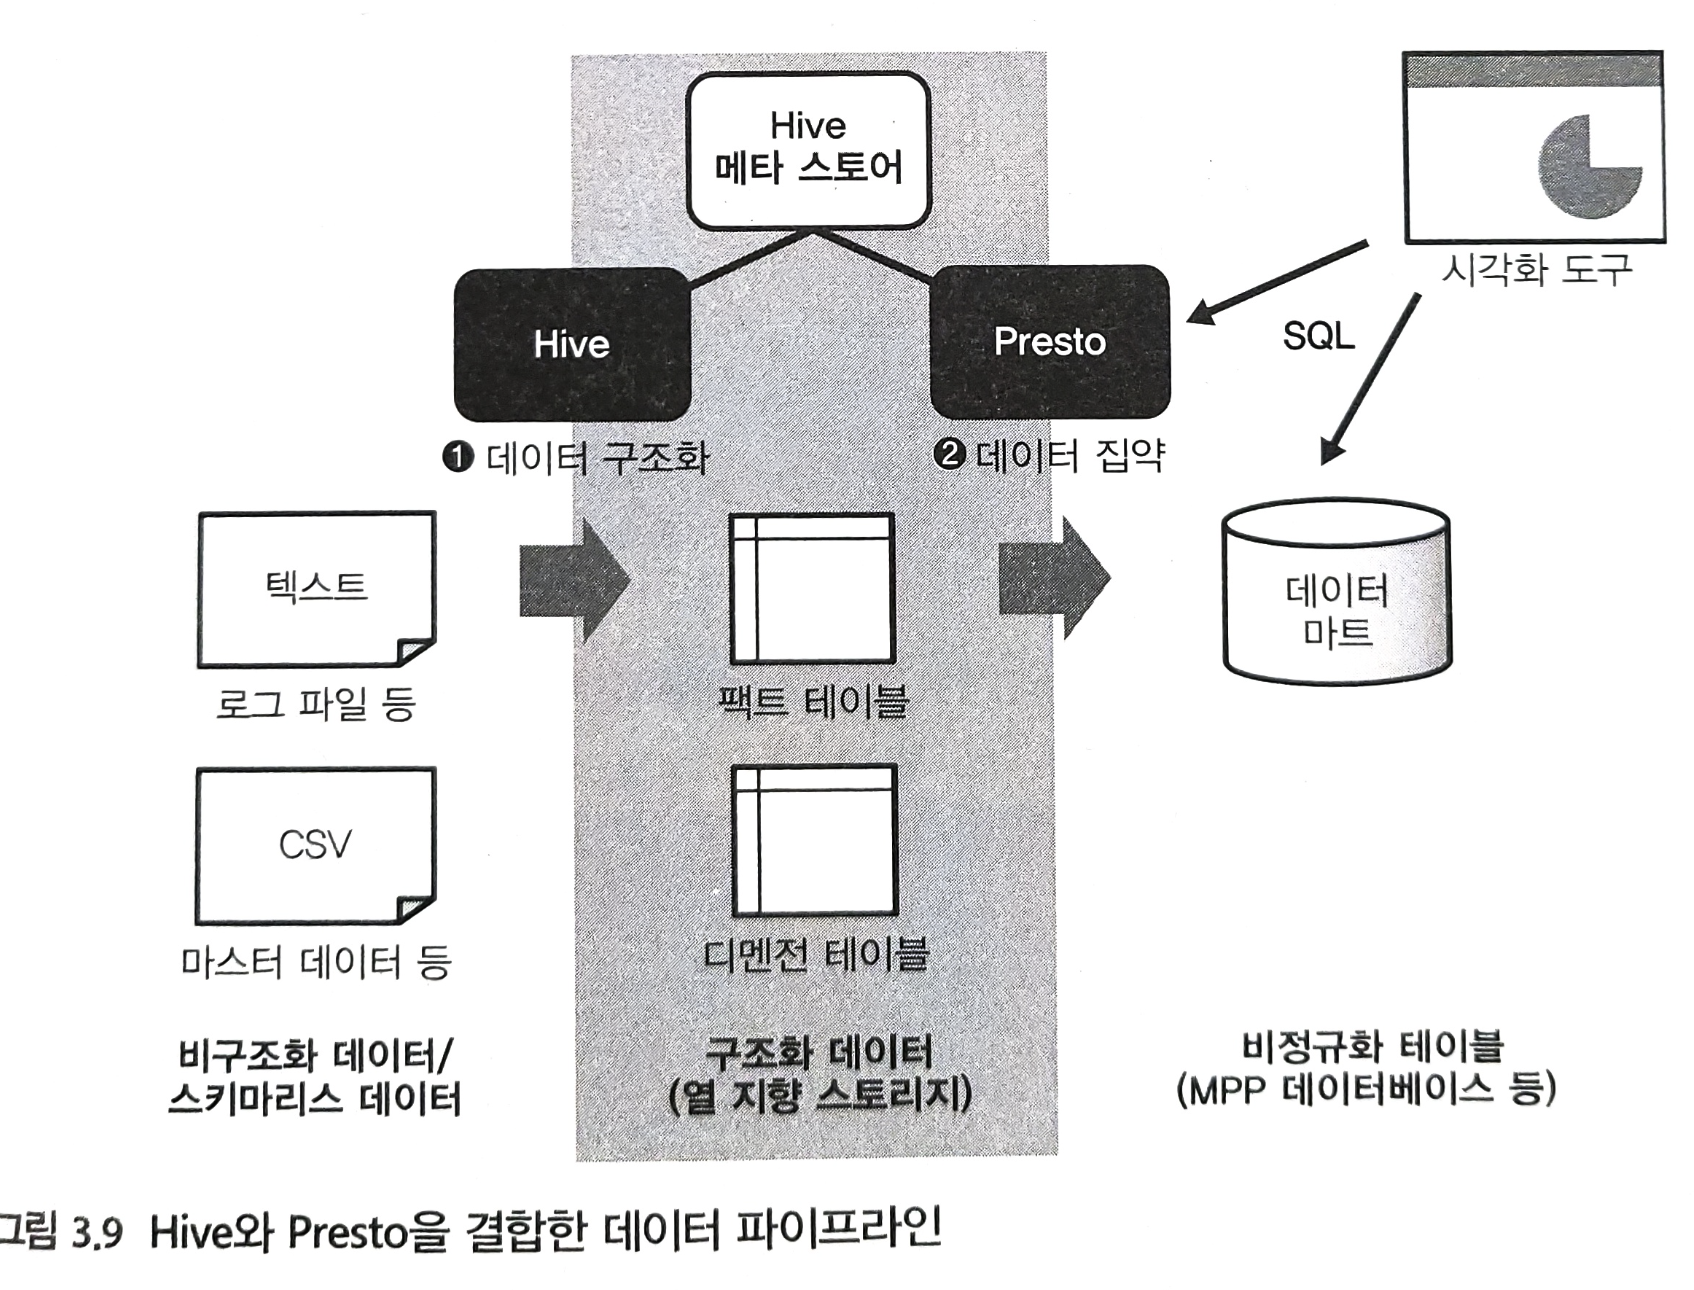 Hive
메타 스토어
Hive
Presto
시각화 도구
SQL
❶ 데이터 구조화
❷ 데이터 집약
텍스트
로그 파일 등
팩트 테이블
데이터
마트
CSV
마스터 데이터 등
디멘전 테이블
비구조화 데이터/
스키마리스 데이터
구조화 데이터
(열 지향 스토리지)
비정규화 테이블
(MPP 데이터베이스 등)
그림 3.9 Hive와 Presto을 결합한 데이터 파이프라인